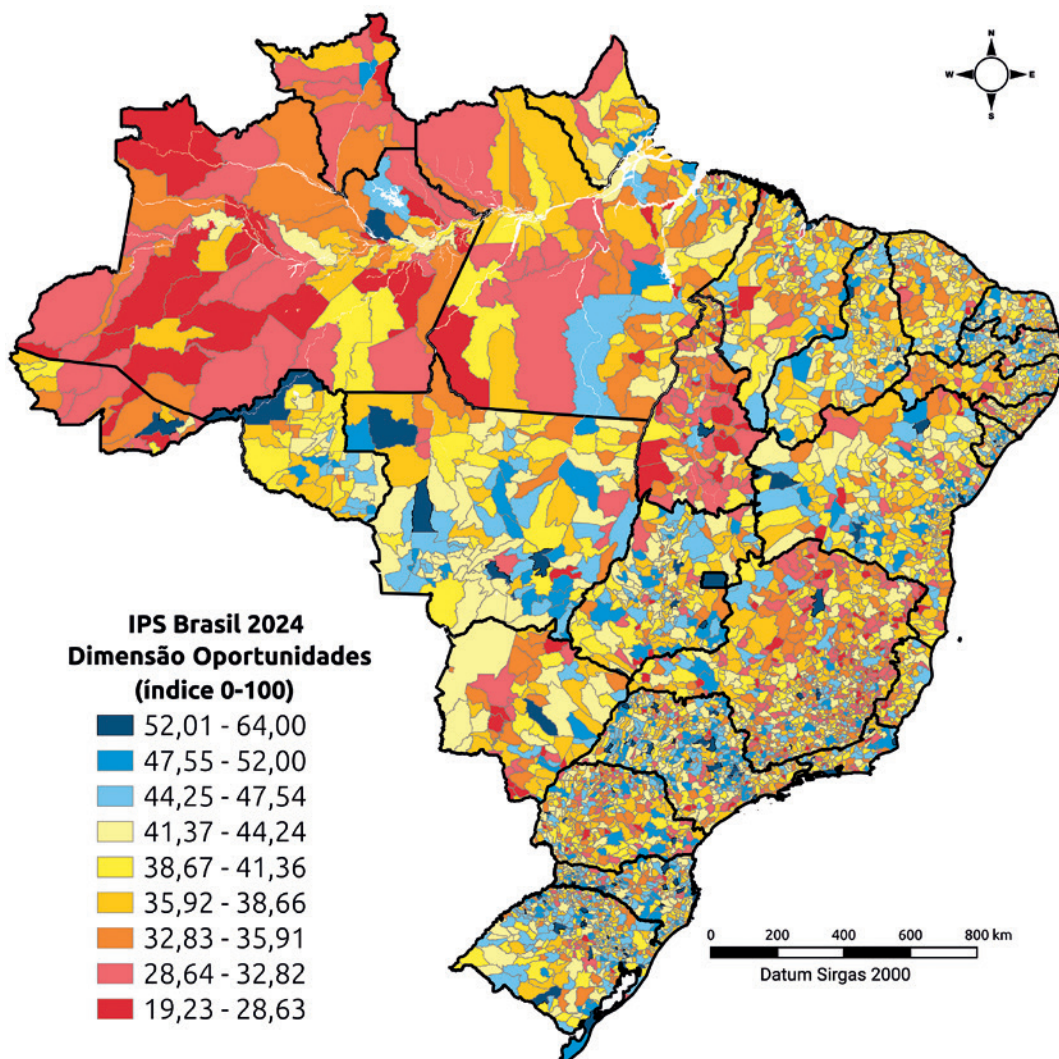 N
W E
S
IPS Brasil 2024
Dimensão Oportunidades
(índice 0-100)
52,01 - 64,00
47,55 - 52,00
44,25 - 47,54
41,37 - 44,24
38,67 - 41,36
35,92 - 38,66
32,83 - 35,91
28,64 - 32,82
19,23 - 28,63
0 200 400 600 800 km
Datum Sirgas 2000